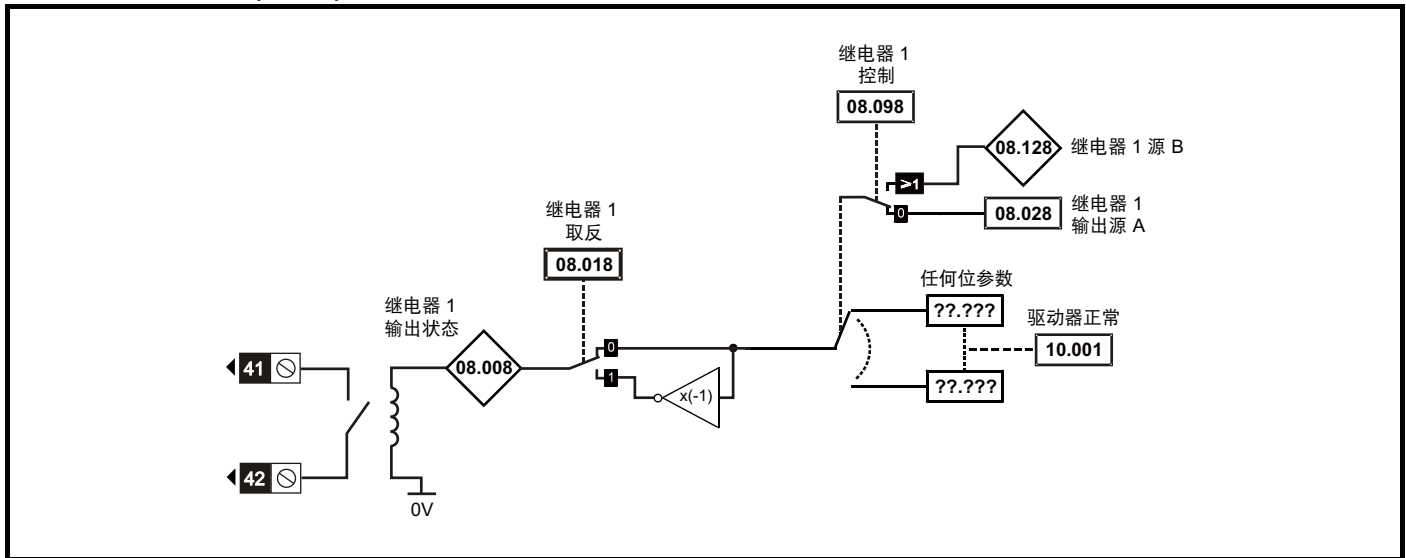 继电器 1
控制
08.098
08.128
继电器 1 源 B
>1
0
08.028
继电器 1
输出源 A
继电器 1
取反
08.018
任何位参数
??.???
驱动器正常
10.001
??.???
继电器 1
输出状态
08.008
0
1
x(-1)
41
42
0V